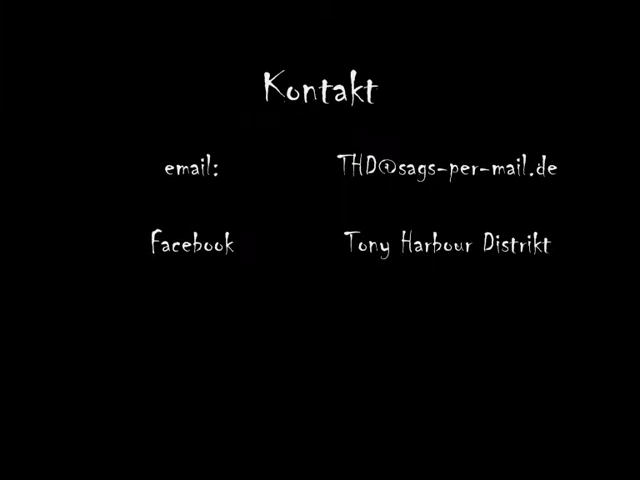 Kontakt
email: THD@sags-per-mail.de
Facebook Tony Harbour Distrikt